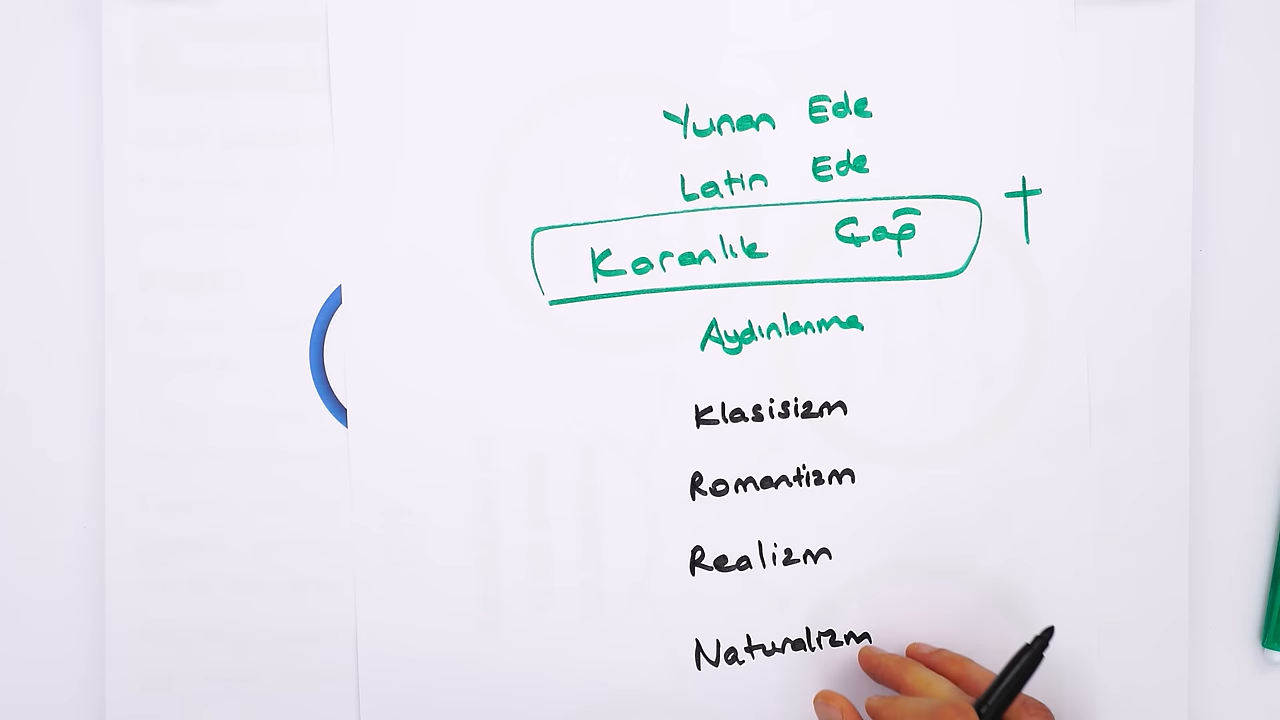 Yunan Ede
Latin Ede
Karanlık Çağ
Aydınlanma
Klasisizm
Romantizm
Realizm
Naturalizm